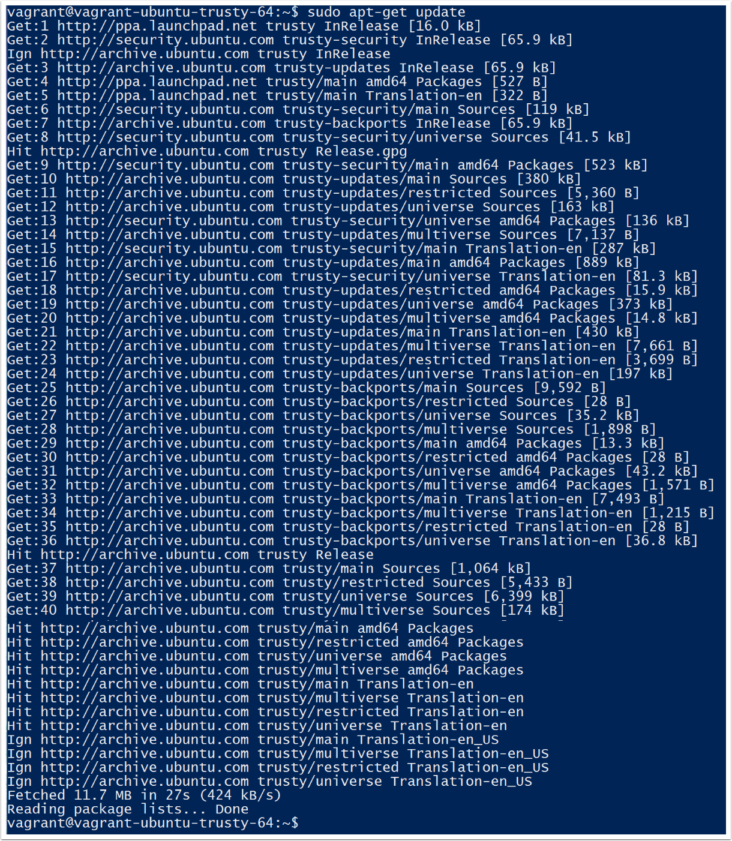 vagrant@vagrant-ubuntu-trusty-64:~$ sudo apt-get update
Get:1 http://ppa.launchpad.net trusty InRelease [16.0 kB]
Get:2 http://security.ubuntu.com trusty-security InRelease [65.9 kB]
Ign http://archive.ubuntu.com trusty InRelease
Get:3 http://archive.ubuntu.com trusty-updates InRelease [65.9 kB]
Get:4 http://ppa.launchpad.net trusty/main amd64 Packages [527 B]
Get:5 http://ppa.launchpad.net trusty/main Translation-en [322 B]
Get:6 http://security.ubuntu.com trusty-security/main Sources [119 kB]
Get:7 http://archive.ubuntu.com trusty-backports InRelease [65.9 kB]
Get:8 http://security.ubuntu.com trusty-security/universe Sources [41.5 kB]
Hit http://archive.ubuntu.com trusty Release.gpg
Get:9 http://security.ubuntu.com trusty-security/main amd64 Packages [523 kB]
Get:10 http://archive.ubuntu.com trusty-updates/main Sources [380 kB]
Get:11 http://archive.ubuntu.com trusty-updates/restricted Sources [5,360 B]
Get:12 http://archive.ubuntu.com trusty-updates/universe Sources [163 kB]
Get:13 http://security.ubuntu.com trusty-security/universe amd64 Packages [136 kB]
Get:14 http://archive.ubuntu.com trusty-updates/multiverse Sources [7,137 B]
Get:15 http://security.ubuntu.com trusty-security/main Translation-en [287 kB]
Get:16 http://archive.ubuntu.com trusty-updates/main amd64 Packages [889 kB]
Get:17 http://security.ubuntu.com trusty-security/universe Translation-en [81.3 kB]
Get:18 http://archive.ubuntu.com trusty-updates/restricted amd64 Packages [15.9 kB]
Get:19 http://archive.ubuntu.com trusty-updates/universe amd64 Packages [373 kB]
Get:20 http://archive.ubuntu.com trusty-updates/multiverse amd64 Packages [14.8 kB]
Get:21 http://archive.ubuntu.com trusty-updates/main Translation-en [430 kB]
Get:22 http://archive.ubuntu.com trusty-updates/multiverse Translation-en [7,661 B]
Get:23 http://archive.ubuntu.com trusty-updates/restricted Translation-en [3,699 B]
Get:24 http://archive.ubuntu.com trusty-updates/universe Translation-en [197 kB]
Get:25 http://archive.ubuntu.com trusty-backports/main Sources [9,592 B]
Get:26 http://archive.ubuntu.com trusty-backports/restricted Sources [28 B]
Get:27 http://archive.ubuntu.com trusty-backports/universe Sources [35.2 kB]
Get:28 http://archive.ubuntu.com trusty-backports/multiverse Sources [1,898 B]
Get:29 http://archive.ubuntu.com trusty-backports/main amd64 Packages [13.3 kB]
Get:30 http://archive.ubuntu.com trusty-backports/restricted amd64 Packages [28 B]
Get:31 http://archive.ubuntu.com trusty-backports/universe amd64 Packages [43.2 kB]
Get:32 http://archive.ubuntu.com trusty-backports/multiverse amd64 Packages [1,571 B]
Get:33 http://archive.ubuntu.com trusty-backports/main Translation-en [7,493 B]
Get:34 http://archive.ubuntu.com trusty-backports/multiverse Translation-en [1,215 B]
Get:35 http://archive.ubuntu.com trusty-backports/restricted Translation-en [28 B]
Get:36 http://archive.ubuntu.com trusty-backports/universe Translation-en [36.8 kB]
Hit http://archive.ubuntu.com trusty Release
Get:37 http://archive.ubuntu.com trusty/main Sources [1,064 kB]
Get:38 http://archive.ubuntu.com trusty/restricted Sources [5,433 B]
Get:39 http://archive.ubuntu.com trusty/universe Sources [6,399 kB]
Get:40 http://archive.ubuntu.com trusty/multiverse Sources [174 kB]
Hit http://archive.ubuntu.com trusty/main amd64 Packages
Hit http://archive.ubuntu.com trusty/restricted amd64 Packages
Hit http://archive.ubuntu.com trusty/universe amd64 Packages
Hit http://archive.ubuntu.com trusty/multiverse amd64 Packages
Hit http://archive.ubuntu.com trusty/main Translation-en
Hit http://archive.ubuntu.com trusty/multiverse Translation-en
Hit http://archive.ubuntu.com trusty/restricted Translation-en
Hit http://archive.ubuntu.com trusty/universe Translation-en
Ign http://archive.ubuntu.com trusty/main Translation-en_US
Ign http://archive.ubuntu.com trusty/multiverse Translation-en_US
Ign http://archive.ubuntu.com trusty/restricted Translation-en_US
Ign http://archive.ubuntu.com trusty/universe Translation-en_US
Fetched 11.7 MB in 27s (424 kB/s)
Reading package lists... Done
vagrant@vagrant-ubuntu-trusty-64:~$